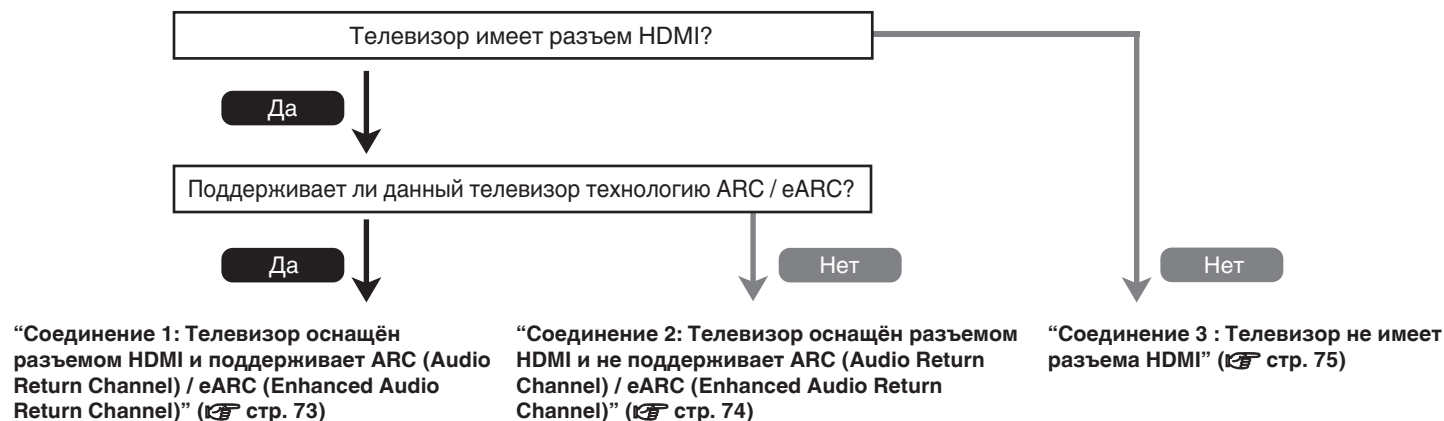 Телевизор имеет разъем HDMI?
Да
Поддерживает ли данный телевизор технологию ARC / eARC?
Да
Нет
Нет
“Соединение 1: Телевизор оснащён
разъемом HDMI и поддерживает ARC (Audio
Return Channel) / eARC (Enhanced Audio
Return Channel)” (☞ стр. 73)
“Соединение 2: Телевизор оснащён разъемом
HDMI и не поддерживает ARC (Audio Return
Channel) / eARC (Enhanced Audio Return
Channel)” (☞ стр. 74)
“Соединение 3 : Телевизор не имеет
разъема HDMI” (☞ стр. 75)